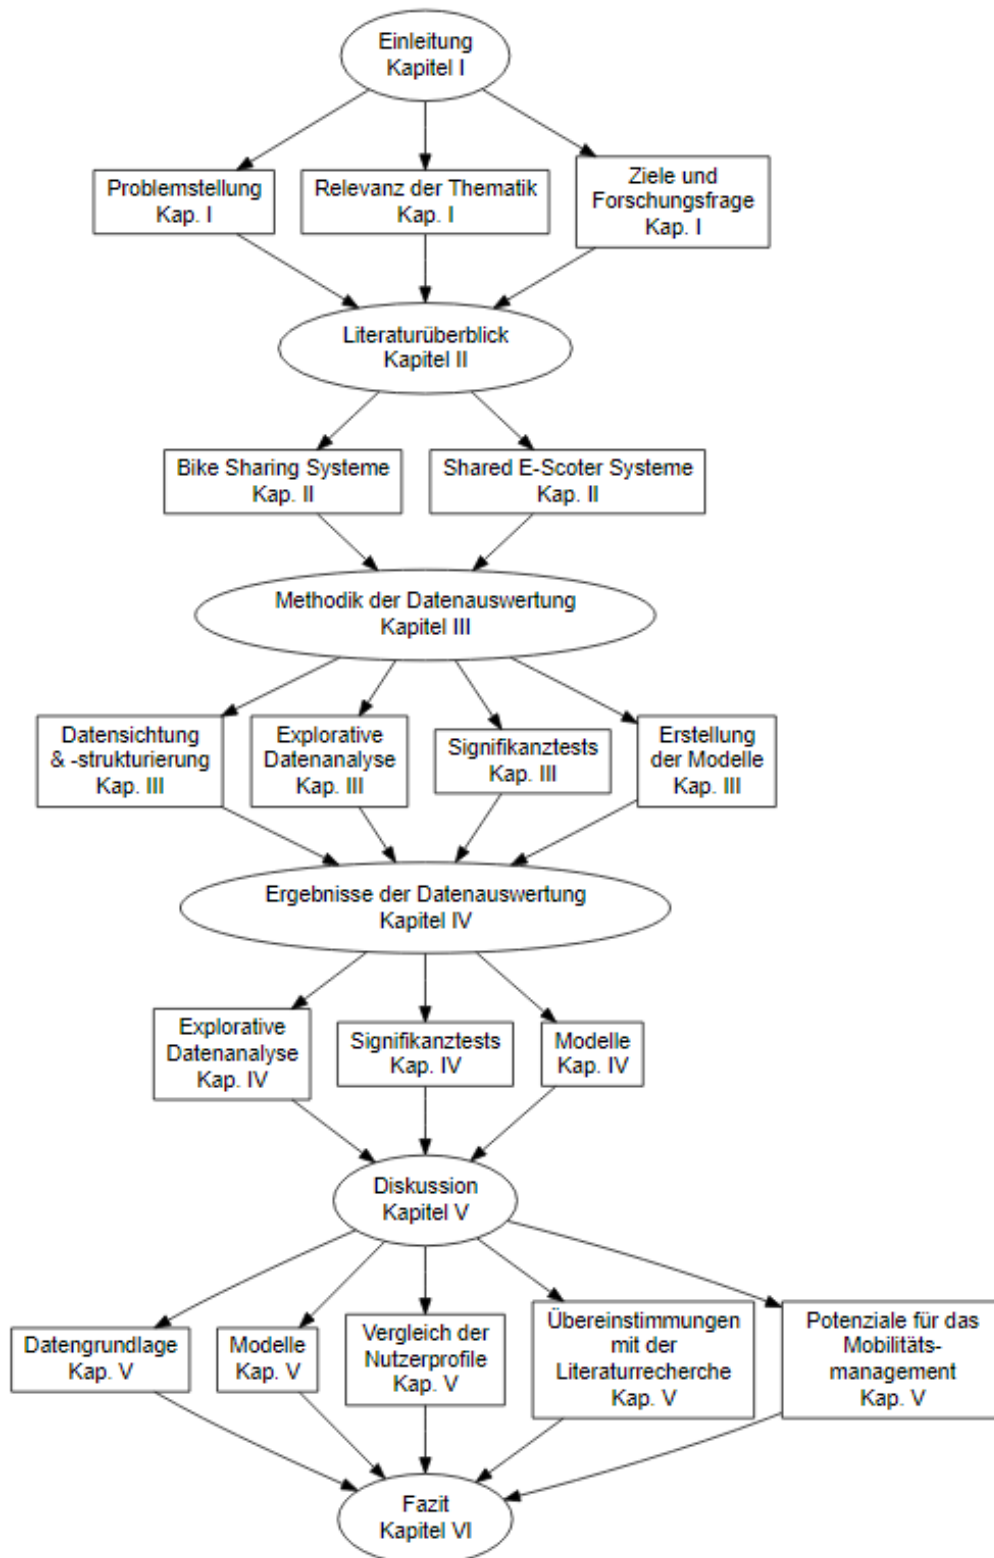 Einleitung
Kapitel I
Problemstellung
Kap. I
Relevanz der Thematik
Kap. I
Ziele und
Forschungsfrage
Kap. I
Literaturüberblick
Kapitel II
Bike Sharing Systeme
Kap. II
Shared E-Scoter Systeme
Kap. II
Methodik der Datenauswertung
Kapitel III
Datensichtung
& -strukturierung
Kap. III
Explorative
Datenanalyse
Kap. III
Signifikanztests
Kap. III
Erstellung
der Modelle
Kap. III
Ergebnisse der Datenauswertung
Kapitel IV
Explorative
Datenanalyse
Kap. IV
Signifikanztests
Kap. IV
Modelle
Kap. IV
Diskussion
Kapitel V
Datengrundlage
Kap. V
Modelle
Kap. V
Vergleich der
Nutzerprofile
Kap. V
Übereinstimmungen
mit der
Literaturrecherche
Kap. V
Potenziale für das
Mobilitäts-
management
Kap. V
Fazit
Kapitel VI